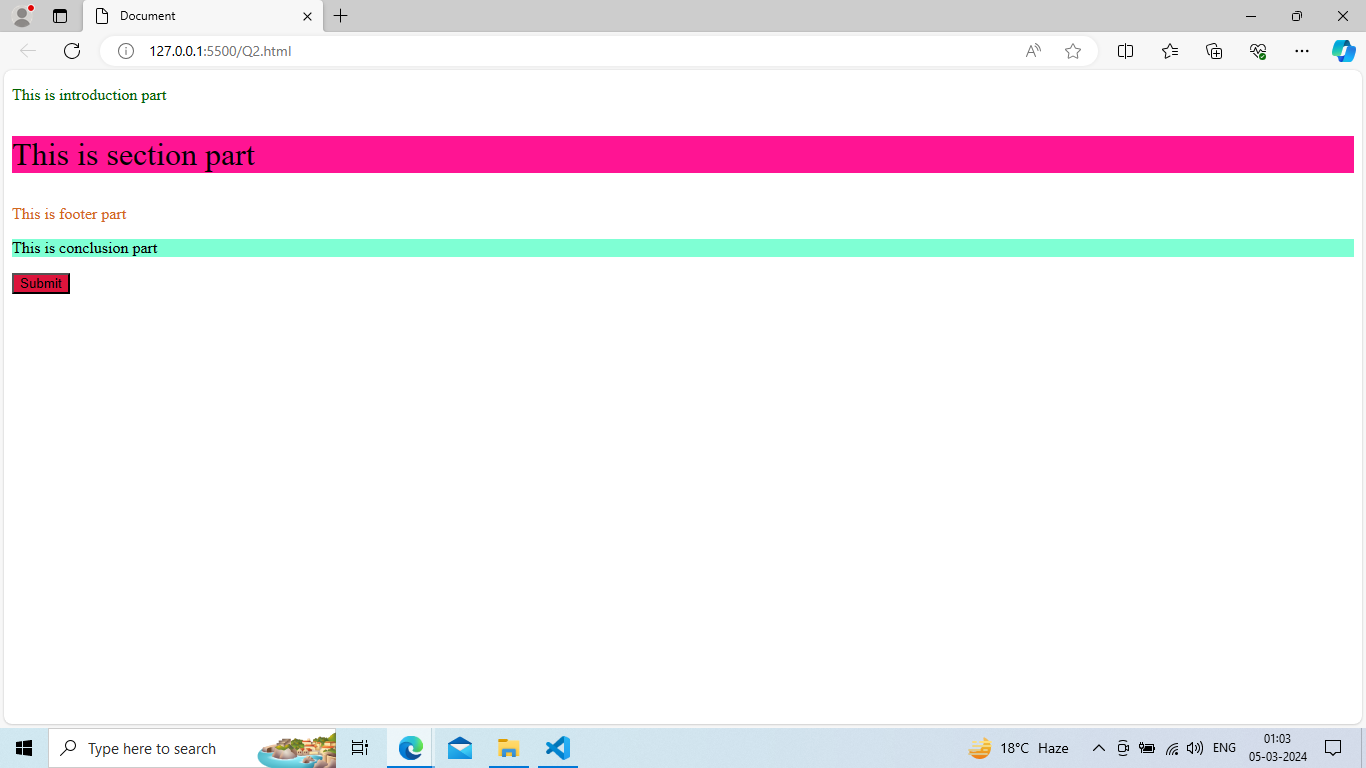 Document
127.0.0.1:5500/Q2.html
This is introduction part
This is section part
This is footer part
This is conclusion part
Submit
Type here to search
18°C Haze
ENG
01:03
05-03-2024